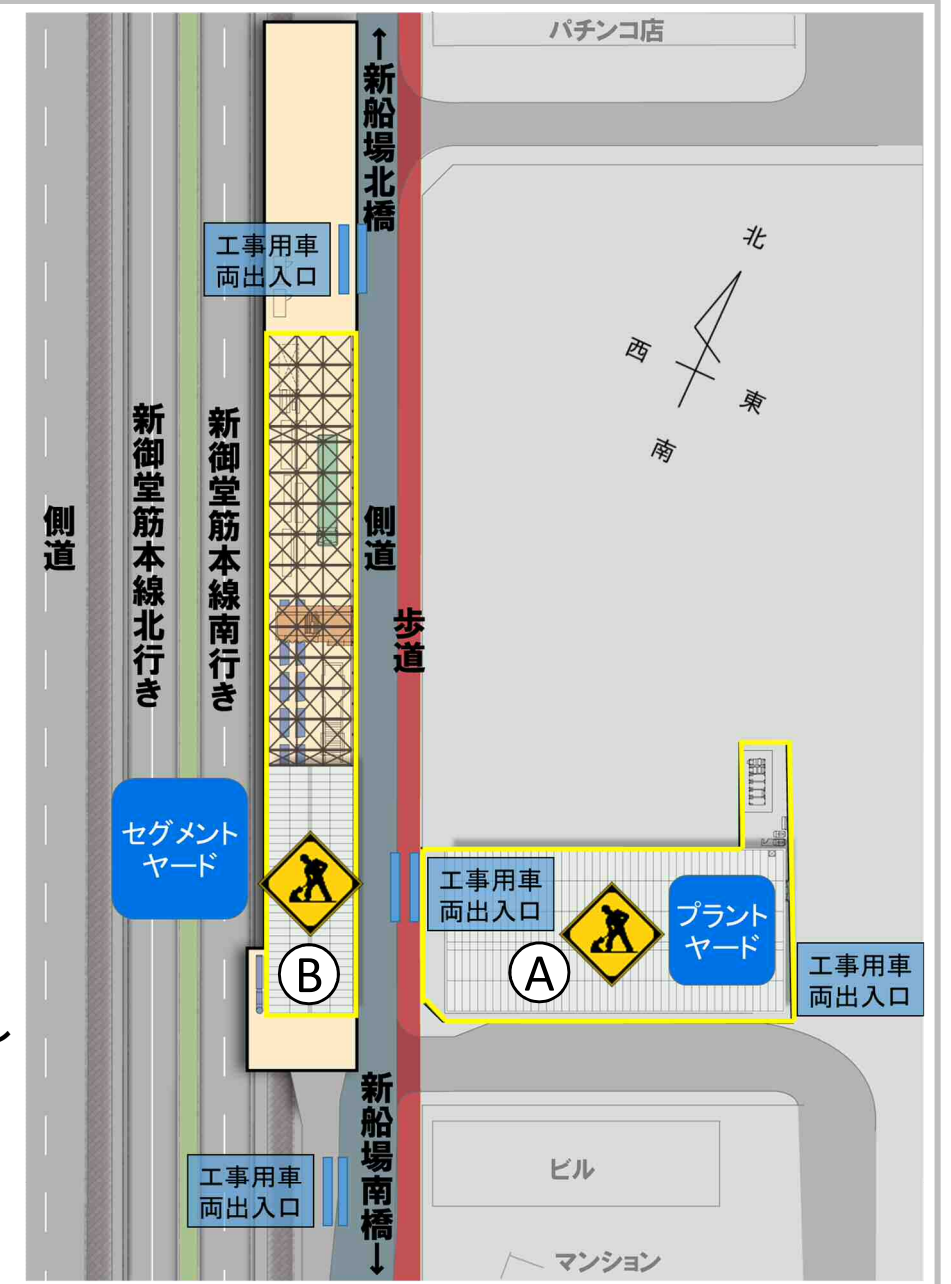 パチンコ店
↑新船場北橋
工事用車
両出入口
北
西
東
南
新御堂筋本線北行き
新御堂筋本線南行き
側道
側道
歩道
セグメント
ヤード
工事用車
両出入口
プラント
ヤード
B
A
工事用車
両出入口
新船場南橋↓
工事用車
両出入口
ビル
マンション